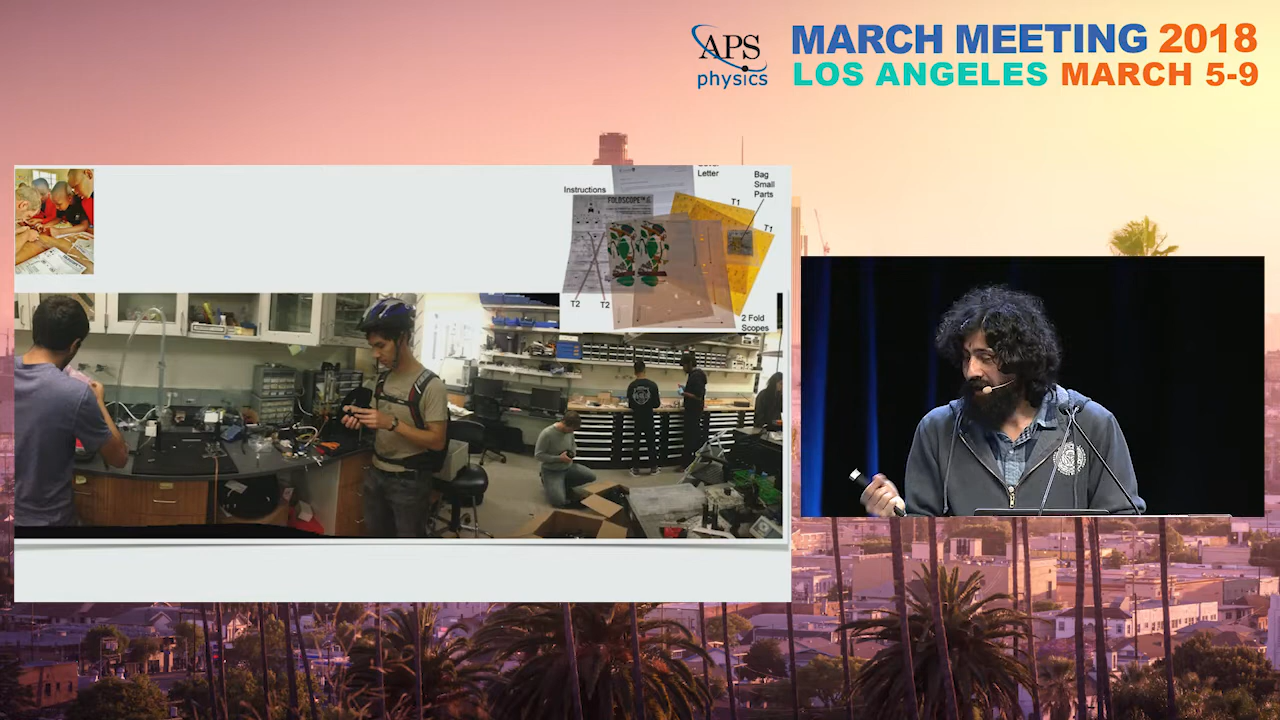 APS
physics
MARCH MEETING 2018
LOS ANGELES MARCH 5-9
Letter
Bag
Small
Parts
Instructions
FOLDSCOPE
T1
T1
T2
T2
2 Fold
Scopes